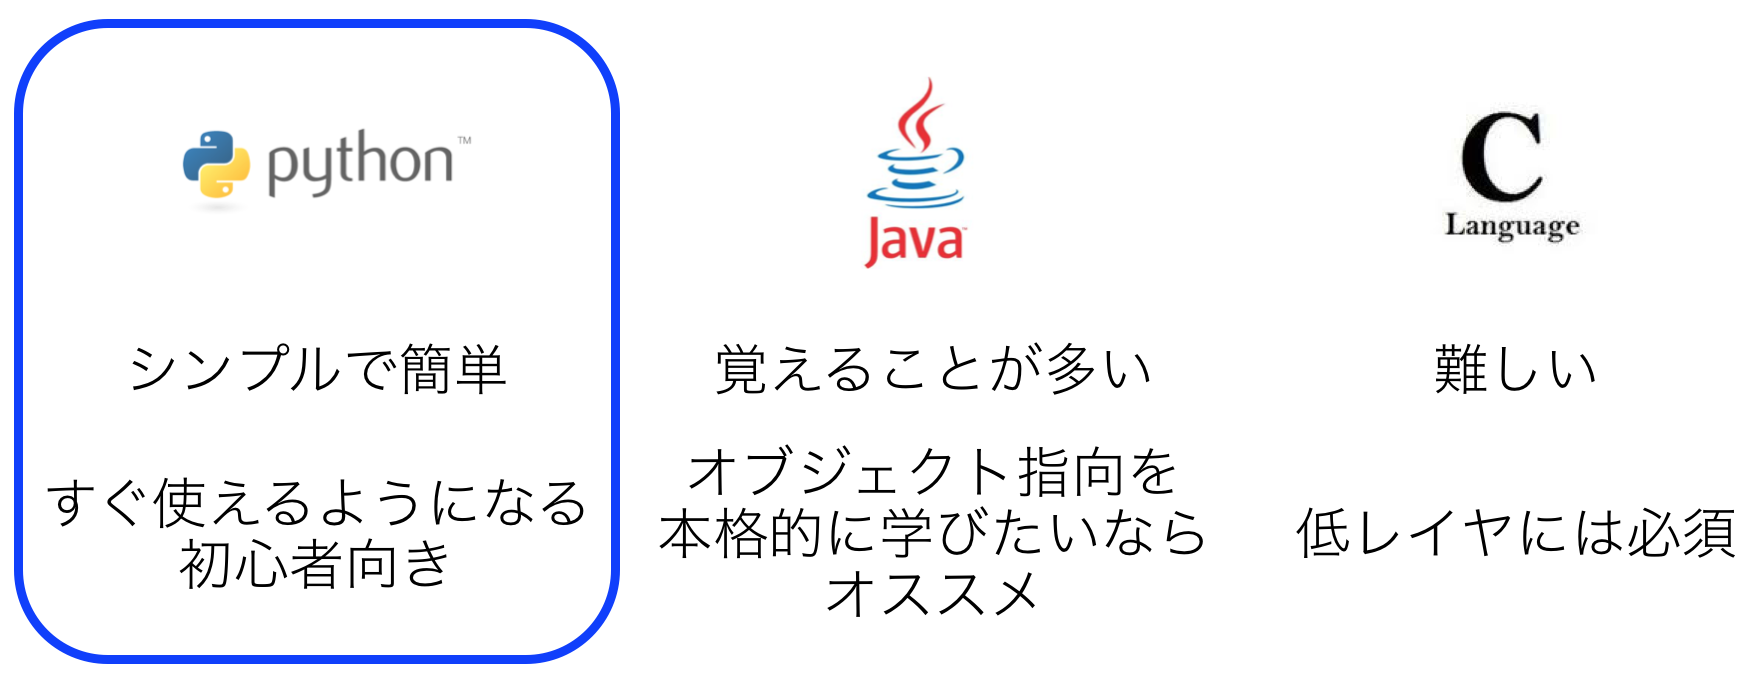 python™
シンプルで簡単
すぐ使えるようになる
初心者向き
Java™
覚えることが多い
オブジェクト指向を
本格的に学びたいなら
オススメ
C
Language
難しい
低レイヤには必須